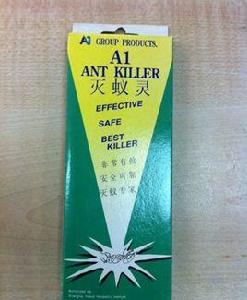 A1 GROUP PRODUCTS.
A1
ANT KILLER
灭蚁灵
EFFECTIVE
SAFE
BEST
KILLER
非常有效
安全可靠
灭蚁专家